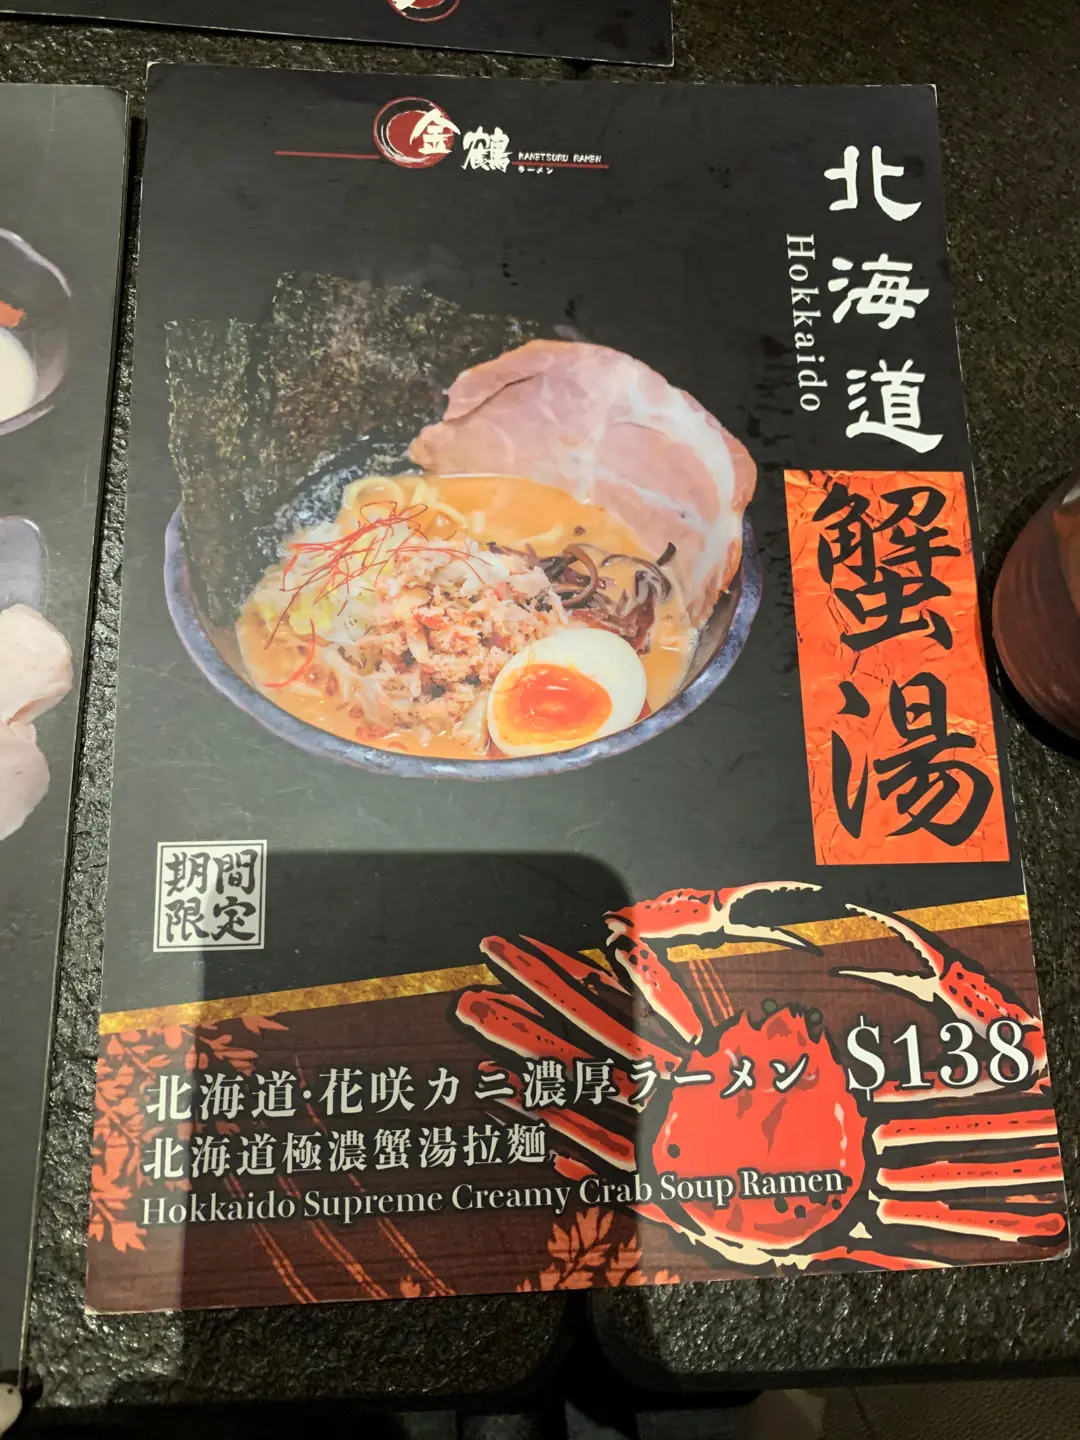 金鶴
KANETSURU RAMEN
ラーメン
北海道
Hokkaido
蟹湯
期間
限定
$138
北海道·花咲カニ濃厚ラーメン
北海道極濃蟹湯拉麵
Hokkaido Supreme Creamy Crab Soup Ramen